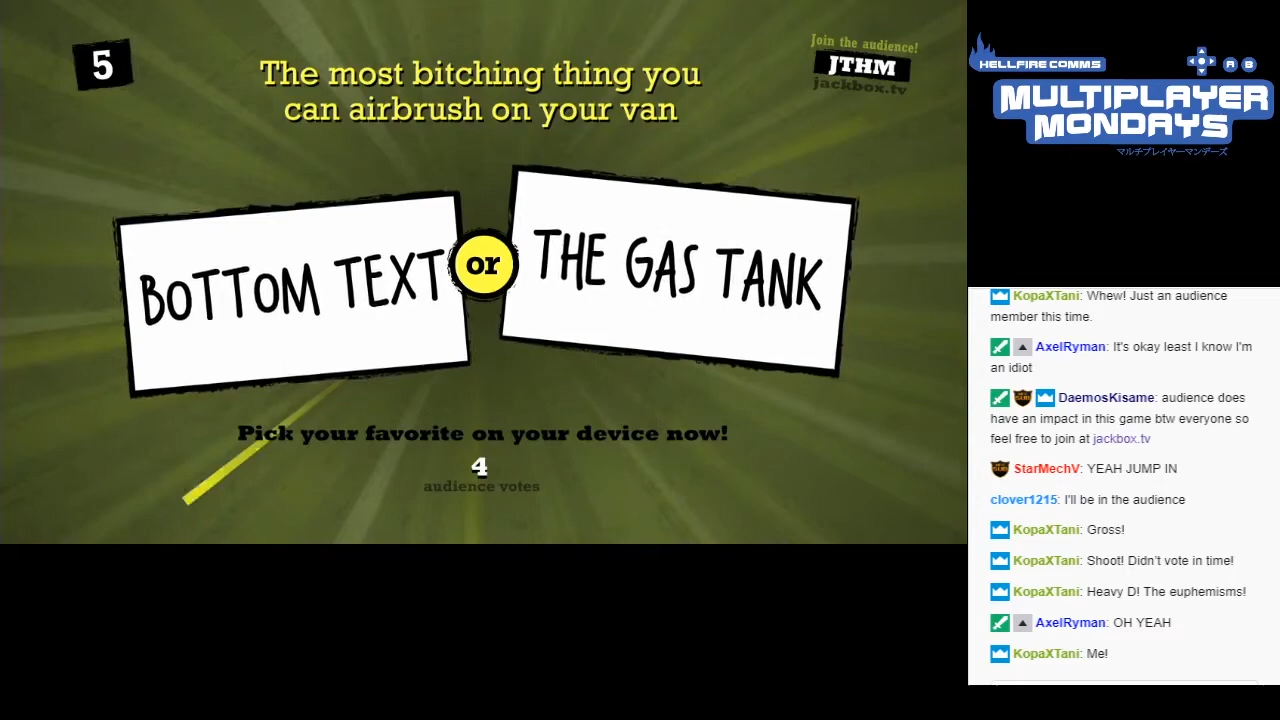 5
The most bitching thing you
can airbrush on your van
Join the audience!
JTHM
jackbox.tv
BOTTOM TEXT
or
THE GAS TANK
Pick your favorite on your device now!
4
audience votes
HELLFIRE COMMS
A B
MULTIPLAYER
MONDAYS
マルチプレイヤーマンデーズ
KopaXTani: Whew! Just an audience
member this time.
AxelRyman: It's okay least I know I'm
an idiot
DaemosKisame: audience does
have an impact in this game btw everyone so
feel free to join at jackbox.tv
StarMechV: YEAH JUMP IN
clover1215: I'll be in the audience
KopaXTani: Gross!
KopaXTani: Shoot! Didn't vote in time!
KopaXTani: Heavy D! The euphemisms!
AxelRyman: OH YEAH
KopaXTani: Me!